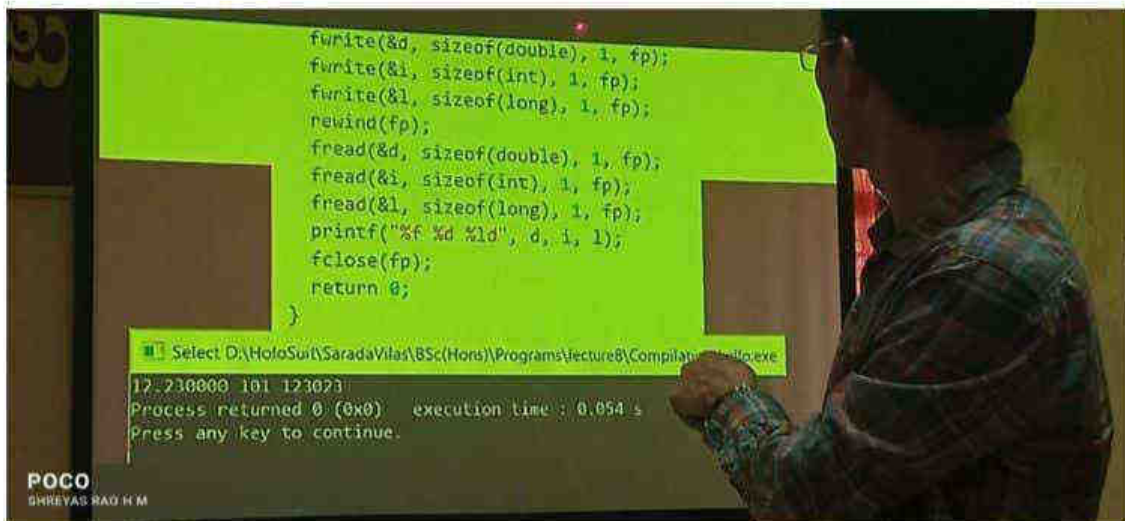 fwrite(&d, sizeof(double), 1, fp);
fwrite(&i, sizeof(int), 1, fp);
fwrite(&l, sizeof(long), 1, fp);
rewind(fp);
fread(&d, sizeof(double), 1, fp);
fread(&i, sizeof(int), 1, fp);
fread(&l, sizeof(long), 1, fp);
printf("%f %d %ld", d, i, l);
fclose(fp);
return 0;
}
Select D:\HoloSuit\SaradaVilas\BSc(Hons)\Programs\lecture8\
12.230000 101 123023
Process returned 0 (0x0) execution time : 0.054 s
Press any key to continue.
POCO
SHREYAS RAO H M